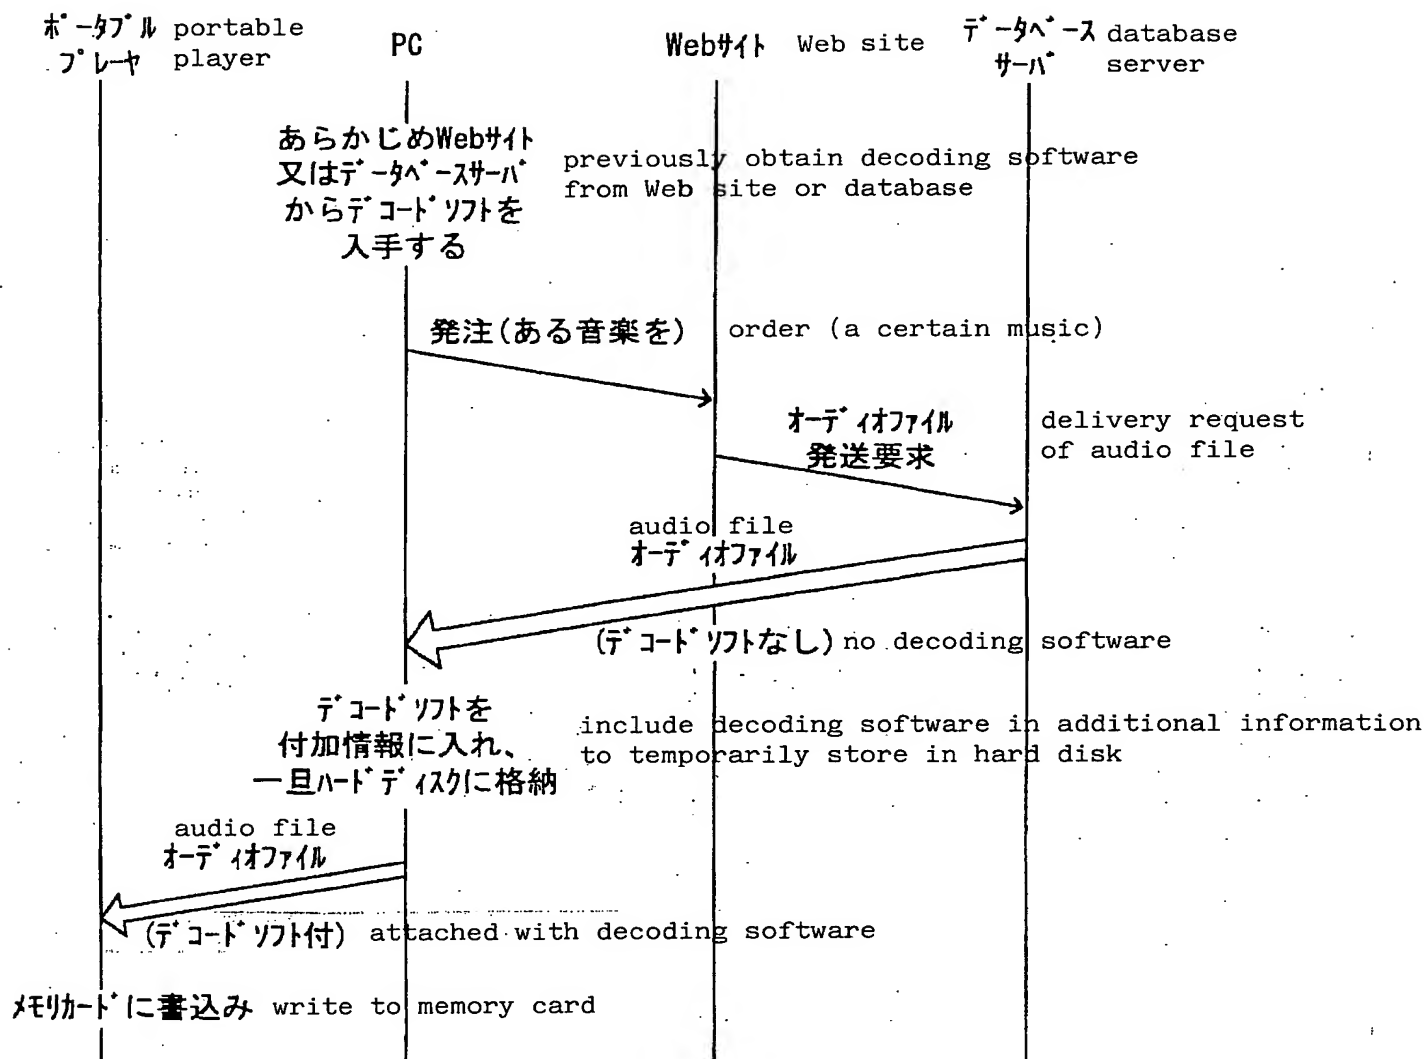 ポータブル portable
プレーヤ player
PC
Webサイト Web site
データベース database
サーバ server
あらかじめWebサイト
又はデータベースサーバ
からデコードソフトを
入手する
previously obtain decoding software
from Web site or database
発注(ある音楽を) order (a certain music)
オーディオファイル
発送要求
delivery request
of audio file
audio file
オーディオファイル
(デコードソフトなし) no decoding software
デコードソフトを
付加情報に入れ、
一旦ハードディスクに格納
include decoding software in additional information
to temporarily store in hard disk
audio file
オーディオファイル
(デコードソフト付) attached with decoding software
メモリカードに書込み write to memory card